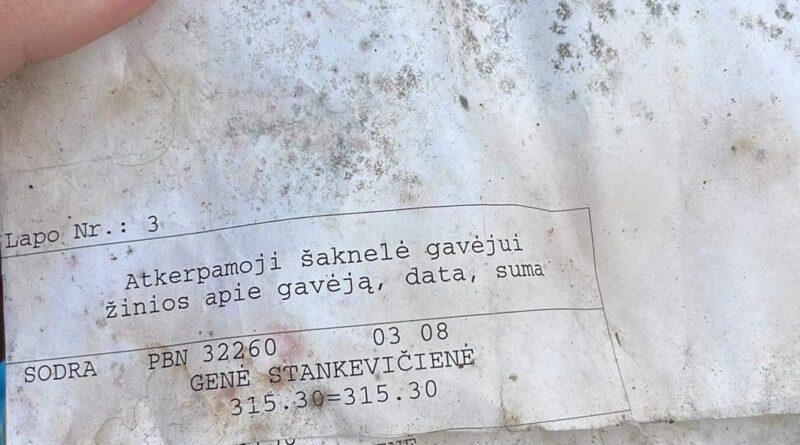 Lapo Nr.: 3
Atkerpamoji šaknelė gavėjui
žinios apie gavėją, data, suma
SODRA PBN 32260 03 08
GENĖ STANKEVIČIENĖ
315.30=315.30